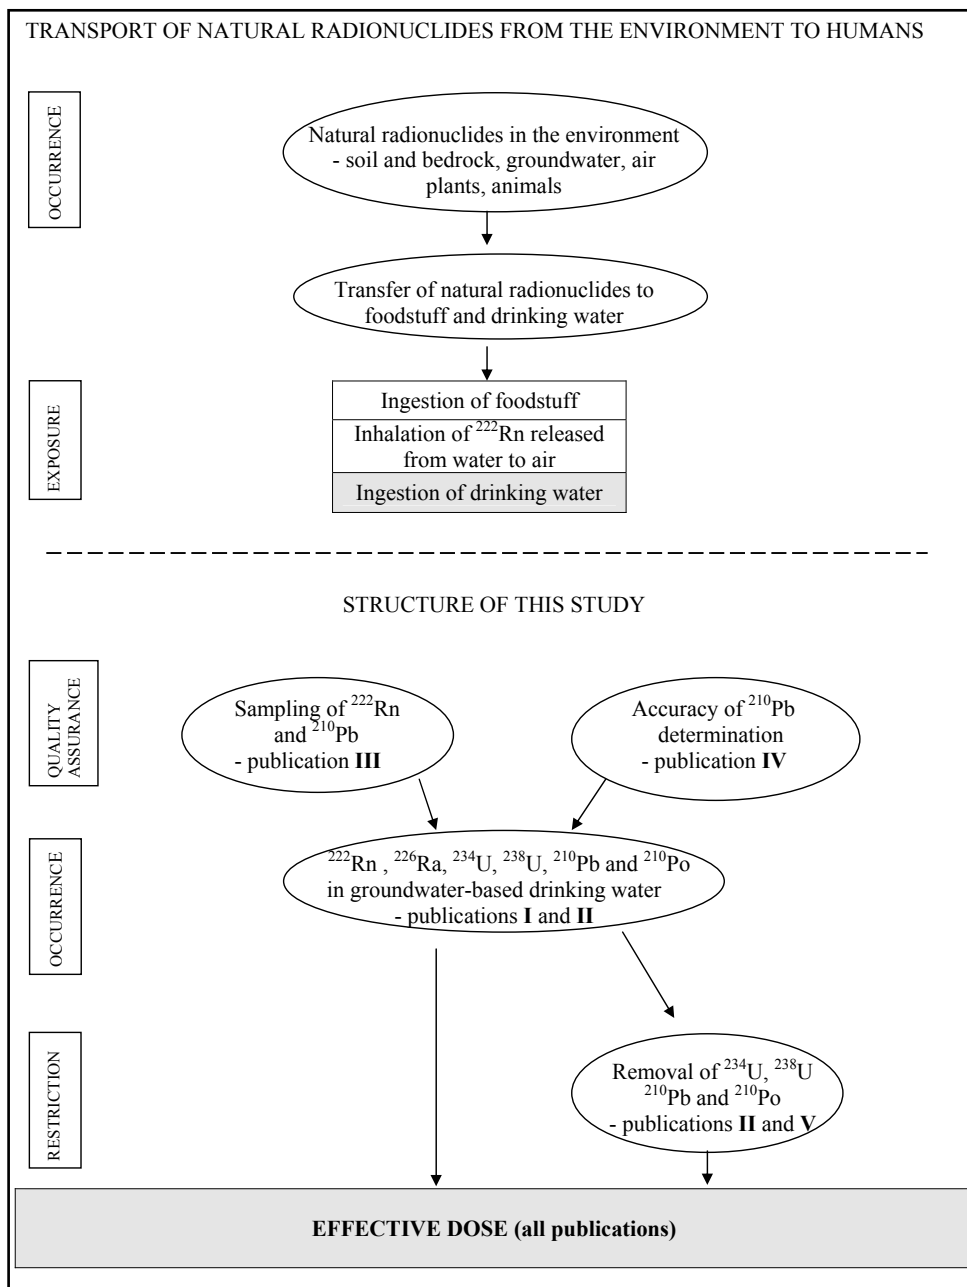 TRANSPORT OF NATURAL RADIONUCLIDES FROM THE ENVIRONMENT TO HUMANS
OCCURRENCE
Natural radionuclides in the environment
- soil and bedrock, groundwater, air
plants, animals
Transfer of natural radionuclides to
foodstuff and drinking water
EXPOSURE
Ingestion of foodstuff
Inhalation of ²²²Rn released
from water to air
Ingestion of drinking water
STRUCTURE OF THIS STUDY
QUALITY
ASSURANCE
Sampling of ²²²Rn
and ²¹⁰Pb
- publication III
Accuracy of ²¹⁰Pb
determination
- publication IV
OCCURRENCE
²²²Rn , ²²⁶Ra, ²³⁴U, ²³⁸U, ²¹⁰Pb and ²¹⁰Po
in groundwater-based drinking water
- publications I and II
RESTRICTION
Removal of ²³⁴U, ²³⁸U
²¹⁰Pb and ²¹⁰Po
- publications II and V
EFFECTIVE DOSE (all publications)